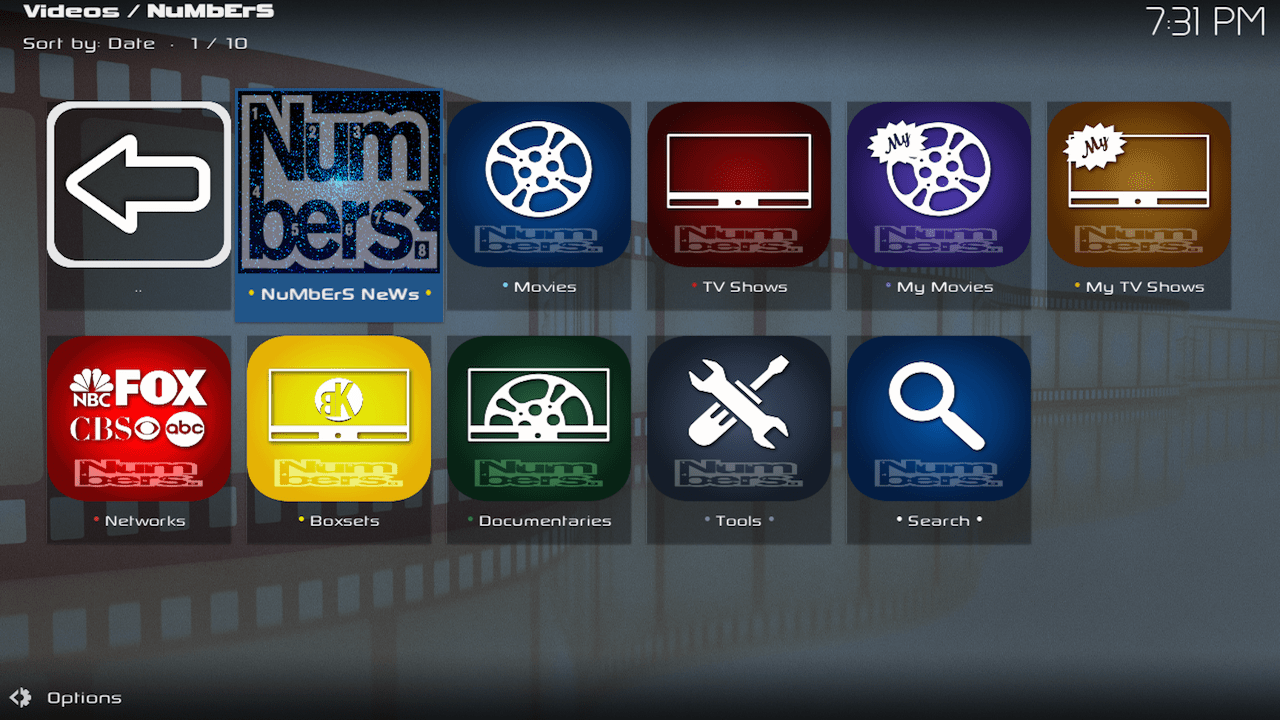 Videos / NuMbErS
7:31 PM
Sort by: Date · 1 / 10
1 Num
2 3
4 bers.
5 6 7 8
My
My
Num
bers..
Num
bers..
Num
bers..
Num
bers..
..
• NuMbErS NeWs •
• Movies
• TV Shows
• My Movies
• My TV Shows
NBC FOX
CBS abc
BK
Num
bers..
Num
bers..
Num
bers..
Num
bers..
Num
bers..
• Networks
• Boxsets
• Documentaries
• Tools •
• Search •
Options